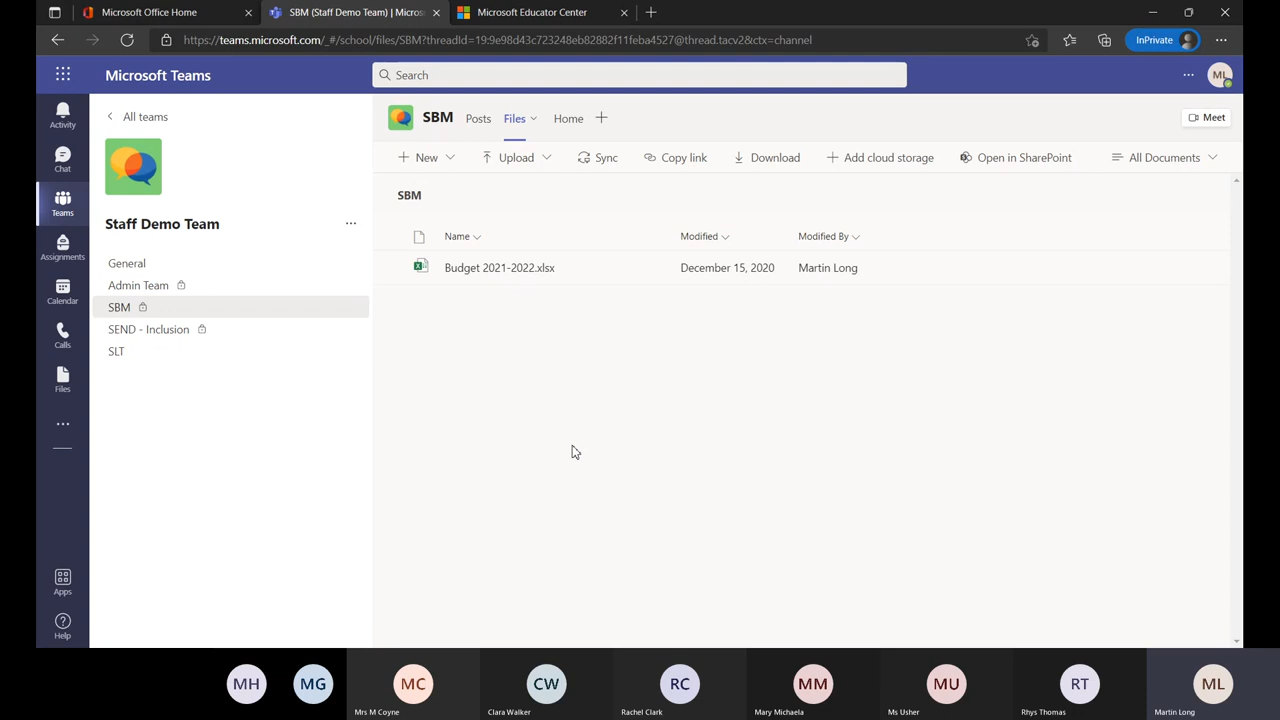 Microsoft Office Home
SBM (Staff Demo Team) | Micros
Microsoft Educator Center
https://teams.microsoft.com/_#/school/files/SBM?threadId=19:9e98d43c723248eb82882f11feba4527@thread.tacv2&ctx=channel
InPrivate
Microsoft Teams
Search
ML
Activity
Chat
Teams
Assignments
Calendar
Calls
Files
Apps
Help
All teams
Staff Demo Team
General
Admin Team
SBM
SEND - Inclusion
SLT
SBM
Posts
Files
Home
Meet
New
Upload
Sync
Copy link
Download
Add cloud storage
Open in SharePoint
All Documents
SBM
Name
Modified
Modified By
Budget 2021-2022.xlsx
December 15, 2020
Martin Long
MH
MG
MC
Mrs M Coyne
CW
Clara Walker
RC
Rachel Clark
MM
Mary Michaela
MU
Ms Usher
RT
Rhys Thomas
ML
Martin Long